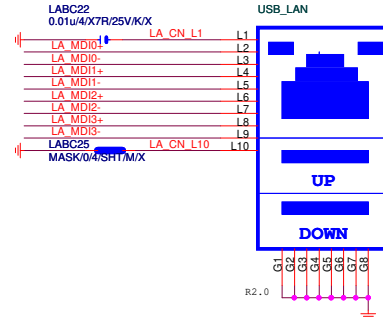 LABC22
0.01u/4/X7R/25V/K/X
USB_LAN
LA_CN_L1 L1
LA_MDI0+ L2
LA_MDI0- L3
LA_MDI1+ L4
LA_MDI1- L5
LA_MDI2+ L6
LA_MDI2- L7
LA_MDI3+ L8
LA_MDI3- L9
LABC25 LA_CN_L10 L10
MASK/0/4/SHT/M/X
UP
DOWN
G1 G2 G3 G4 G5 G6 G7 G8
R2.0